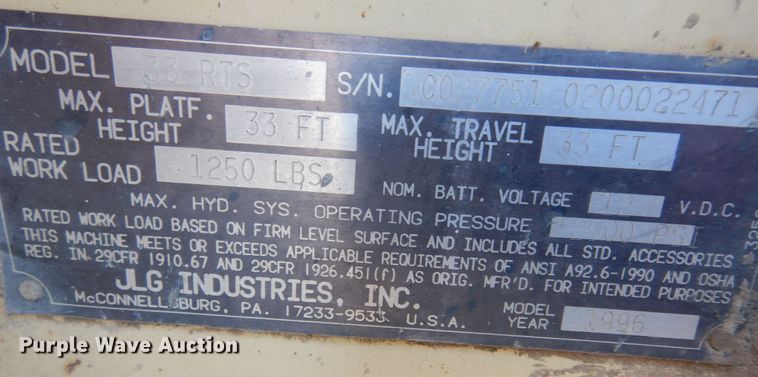 MODEL 33 RTS S/N. 0200022471
MAX. PLATF. HEIGHT 33 FT MAX. TRAVEL HEIGHT 33 FT
RATED WORK LOAD 1250 LBS. NOM. BATT. VOLTAGE 12 V.D.C.
MAX. HYD. SYS. OPERATING PRESSURE PSI
RATED WORK LOAD BASED ON FIRM LEVEL SURFACE AND INCLUDES ALL STD. ACCESSORIES
THIS MACHINE MEETS OR EXCEEDS APPLICABLE REQUIREMENTS OF ANSI A92.6-1990 AND OSHA
REG. IN 29CFR 1910.67 AND 29CFR 1926.451(f) AS ORIG. MFR'D. FOR INTENDED PURPOSES
JLG INDUSTRIES, INC.
McCONNELLSBURG, PA. 17233-9533 U.S.A.
MODEL YEAR 1996
Purple Wave Auction